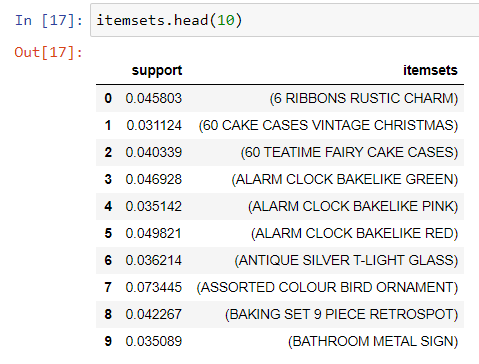 In [17]: itemsets.head(10)
Out[17]:
support itemsets
0 0.045803 (6 RIBBONS RUSTIC CHARM)
1 0.031124 (60 CAKE CASES VINTAGE CHRISTMAS)
2 0.040339 (60 TEATIME FAIRY CAKE CASES)
3 0.046928 (ALARM CLOCK BAKELIKE GREEN)
4 0.035142 (ALARM CLOCK BAKELIKE PINK)
5 0.049821 (ALARM CLOCK BAKELIKE RED)
6 0.036214 (ANTIQUE SILVER T-LIGHT GLASS)
7 0.073445 (ASSORTED COLOUR BIRD ORNAMENT)
8 0.042267 (BAKING SET 9 PIECE RETROSPOT)
9 0.035089 (BATHROOM METAL SIGN)